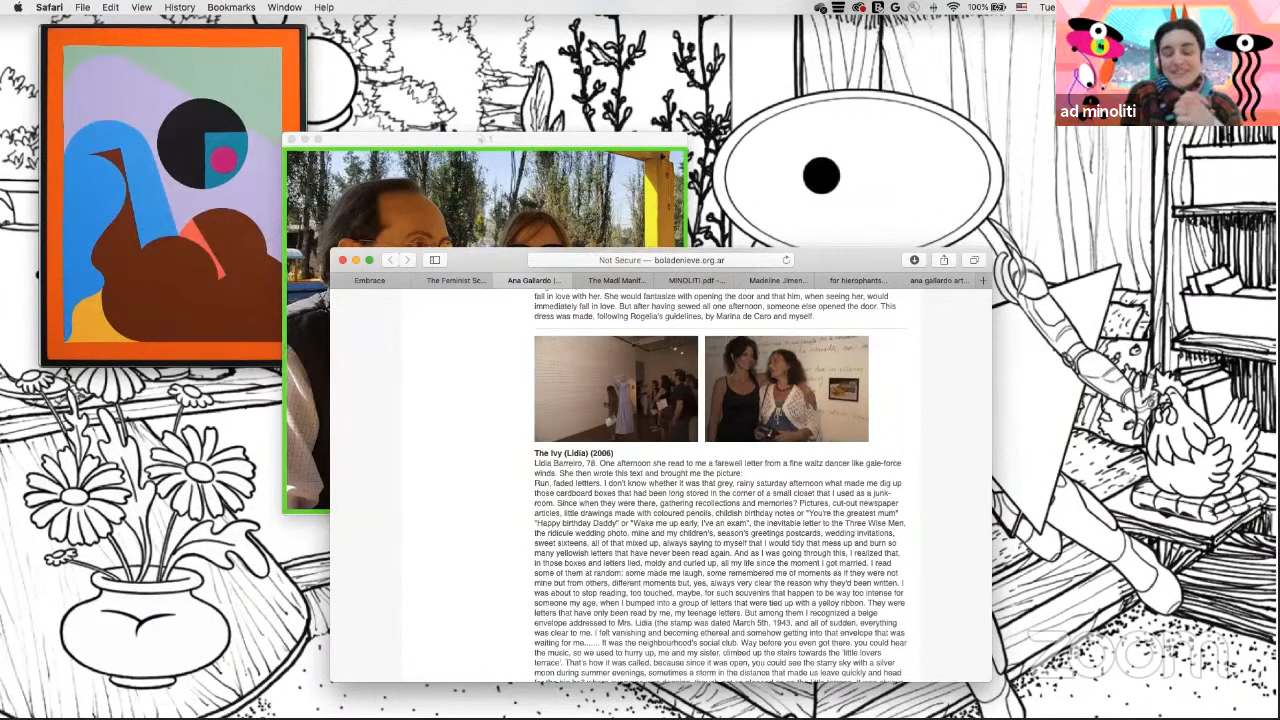 Safari File Edit View History Bookmarks Window Help
100%
Tue
ad minoliti
1
Not Secure — boladenieve.org.ar
Embrace
The Feminist Sc...
Ana Gallardo |...
The Madí Manif...
MINOLITI.pdf -...
Madeline Jimen...
for hierophants...
ana gallardo art...
fall in love with her. She would fantasize with opening the door and that him, when seeing her, would
immediately fall in love. But after having sewed all one afternoon, someone else opened the door. This
dress was made, following Rogelia's guidelines, by Marina de Caro and myself.
The Ivy (Lidia) (2006)
Lidia Barreiro, 78. One afternoon she read to me a farewell letter from a fine waltz dancer like gale-force
winds. She then wrote this text and brought me the picture:
Run, faded letters. I don't know whether it was that grey, rainy saturday afternoon what made me dig up
those cardboard boxes that had been long stored in the corner of a small closet that I used as a junk-
room. Since when they were there, gathering recollections and memories? Pictures, cut-out newspaper
articles, little drawings made with coloured pencils, childish birthday notes or "You're the greatest mum"
"Happy birthday Daddy" or "Wake me up early, I've an exam", the inevitable letter to the Three Wise Men,
the ridicule wedding photo, mine and my children's, season's greetings postcards, wedding invitations,
sweet sixteens, all of that mixed up, always saying to myself that I would tidy that mess up and burn so
many yellowish letters that have never been read again. And as I was going through this, I realized that,
in those boxes and letters lied, moldy and curled up, all my life since the moment I got married. I read
some of them at random; some made me laugh, some remembered me of moments as if they were not
mine but from others, different moments but, yes, always very clear the reason why they'd been written. I
was about to stop reading, too touched, maybe, for such souvenirs that happen to be way too intense for
someone my age, when I bumped into a group of letters that were tied up with a yelloy ribbon. They were
letters that have only been read by me, my teenage letters. But among them I recognized a beige
envelope addressed to Mrs. Lidia (the stamp was dated March 5th, 1943, and all of sudden, everything
was clear to me. I felt vanishing and becoming ethereal and somehow getting into that envelope that was
waiting for me...... It was the neighbourhood's social club. Way before you even got there, you could hear
the music, so we used to hurry up, me and my sister, climbed up the stairs towards the 'little lovers
terrace'. That's how it was called, because since it was open, you could see the starry sky with a silver
moon during summer evenings, sometimes a storm in the distance that made us leave quickly and head
zoom